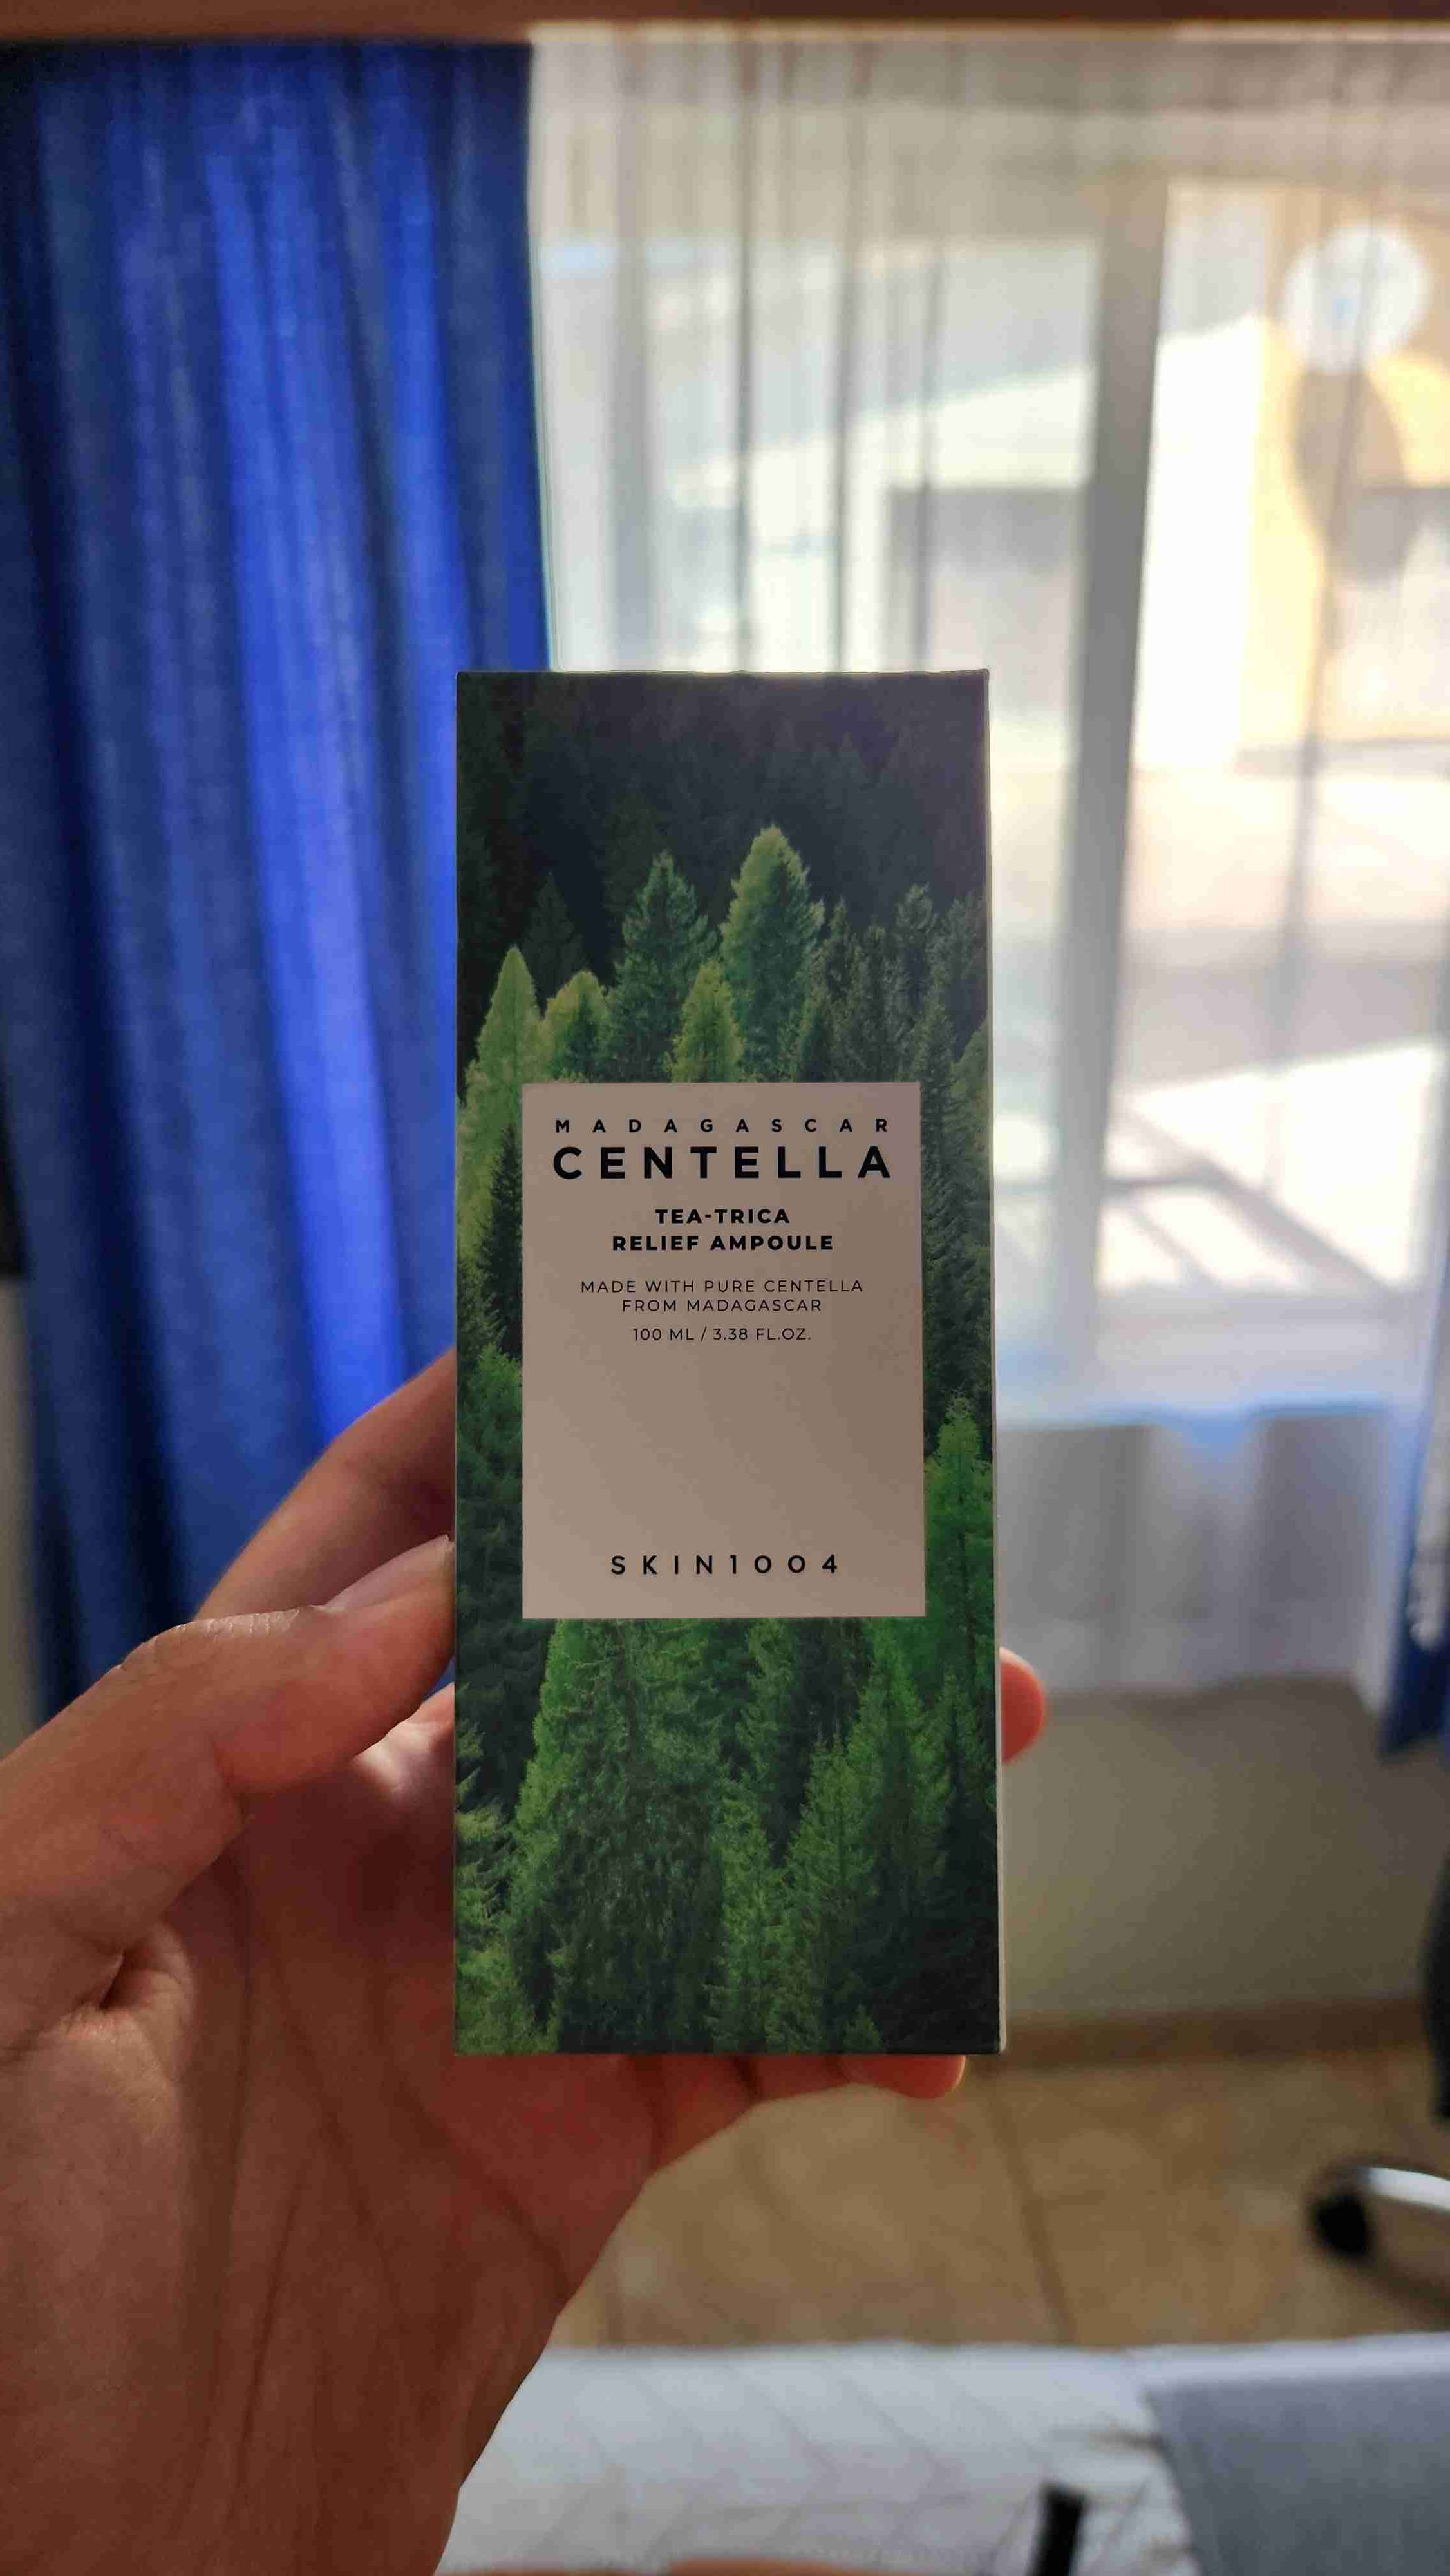 MADAGASCAR
CENTELLA
TEA-TRICA
RELIEF AMPOULE
MADE WITH PURE CENTELLA
FROM MADAGASCAR
100 ML / 3.38 FL.OZ.
SKIN1004